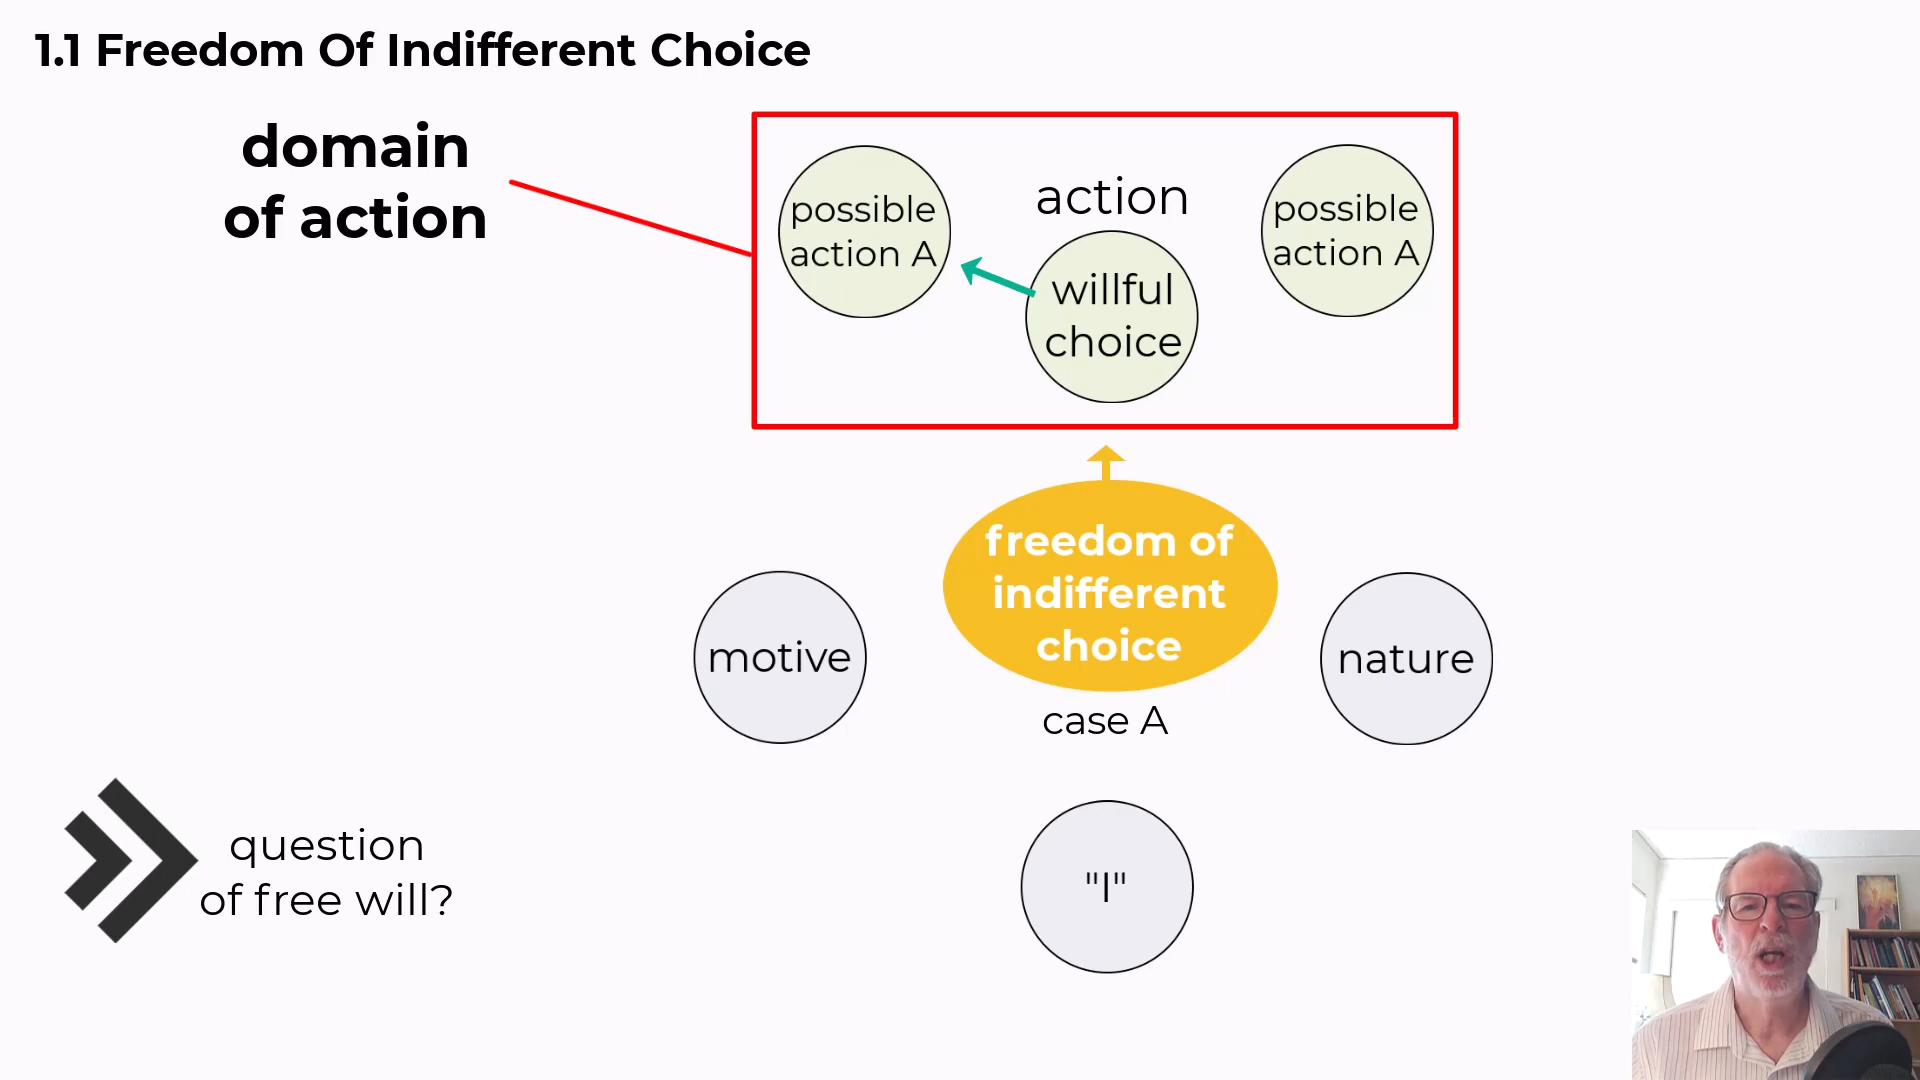 1.1 Freedom Of Indifferent Choice
domain
of action
possible
action A
action
willful
choice
possible
action A
freedom of
indifferent
choice
case A
motive
nature
question
of free will?
"I"